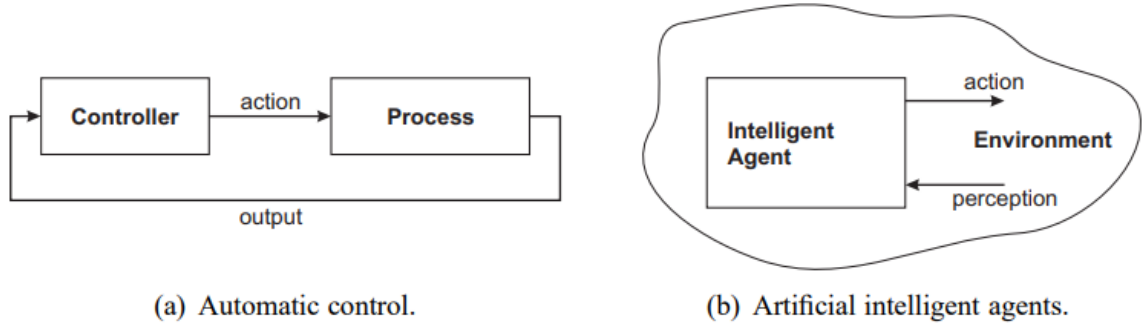 Controller
action
Process
output
Intelligent
Agent
action
Environment
perception
(a) Automatic control.
(b) Artificial intelligent agents.